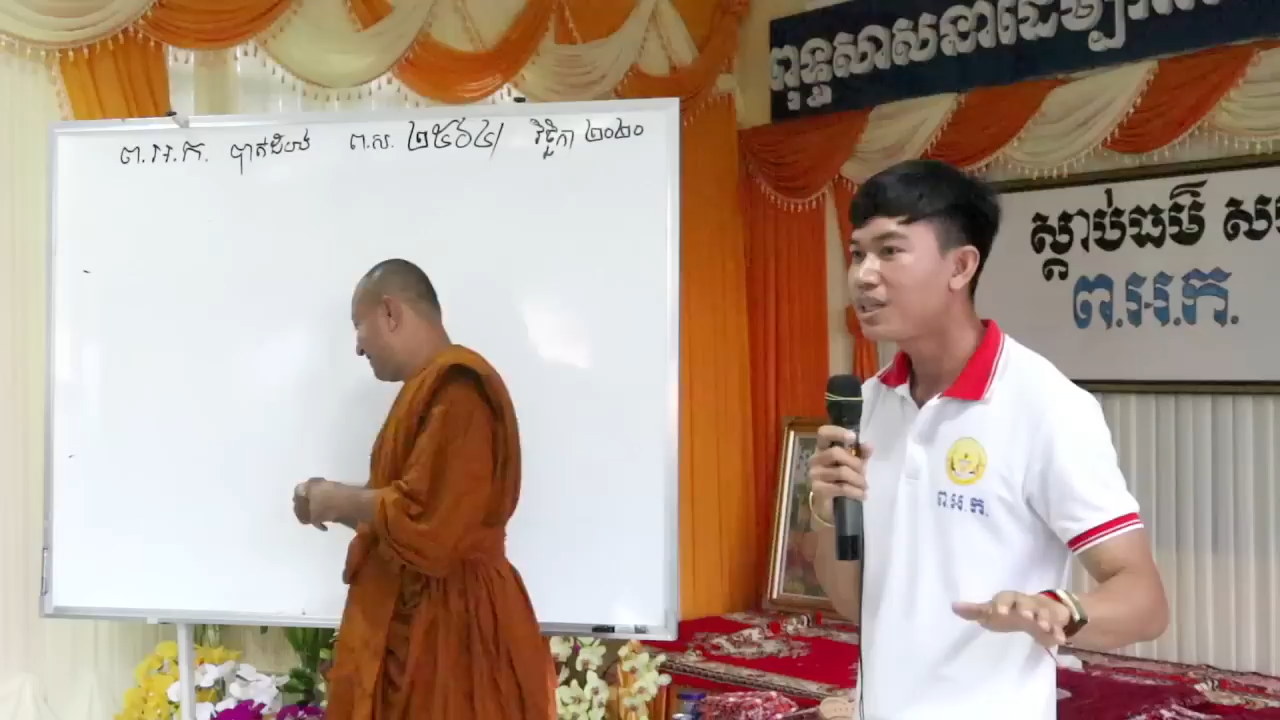 ព.អ.ក. បាត់ដំបង ព.ស. ២៥៦៤ វិច្ឆិកា ២០២០
ពុទ្ធសាសនាដើម្បី
ស្តាប់ធម៌
ព.អ.ក.
ព.អ.ក.